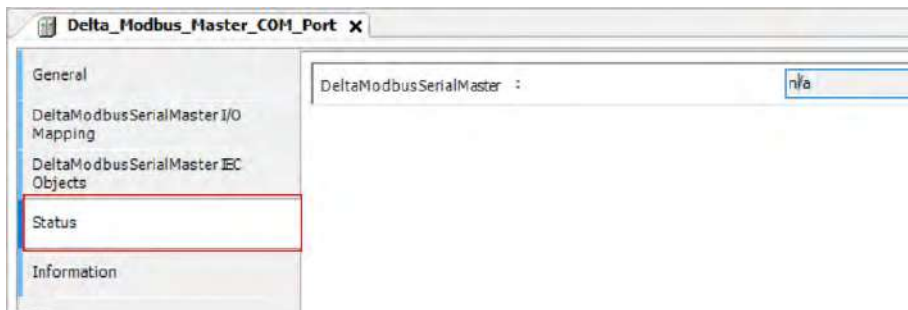 Delta_Modbus_Master_COM_Port X
General
DeltaModbusSerialMaster : n/a
DeltaModbusSerialMaster I/O
Mapping
DeltaModbusSerialMaster IEC
Objects
Status
Information